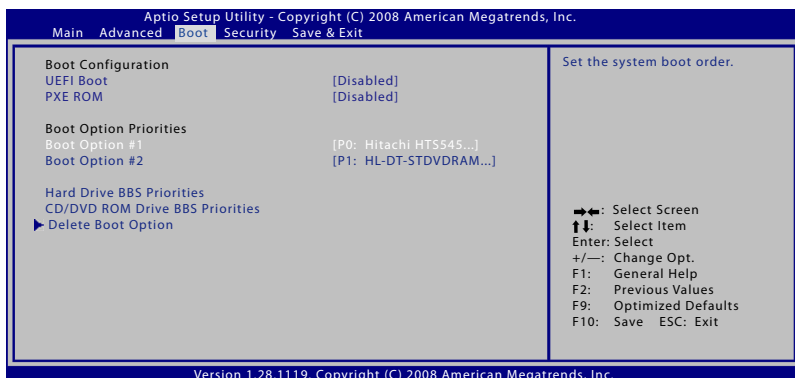 Aptio Setup Utility - Copyright (C) 2008 American Megatrends, Inc.
Main Advanced Boot Security Save & Exit
Boot Configuration
UEFI Boot [Disabled]
PXE ROM [Disabled]
Boot Option Priorities
Boot Option #1 [P0: Hitachi HTS545...]
Boot Option #2 [P1: HL-DT-STDVDRAM...]
Hard Drive BBS Priorities
CD/DVD ROM Drive BBS Priorities
Delete Boot Option
Set the system boot order.
→←: Select Screen
↑↓: Select Item
Enter: Select
+/—: Change Opt.
F1: General Help
F2: Previous Values
F9: Optimized Defaults
F10: Save ESC: Exit
Version 1.28.1119. Copyright (C) 2008 American Megatrends, Inc.